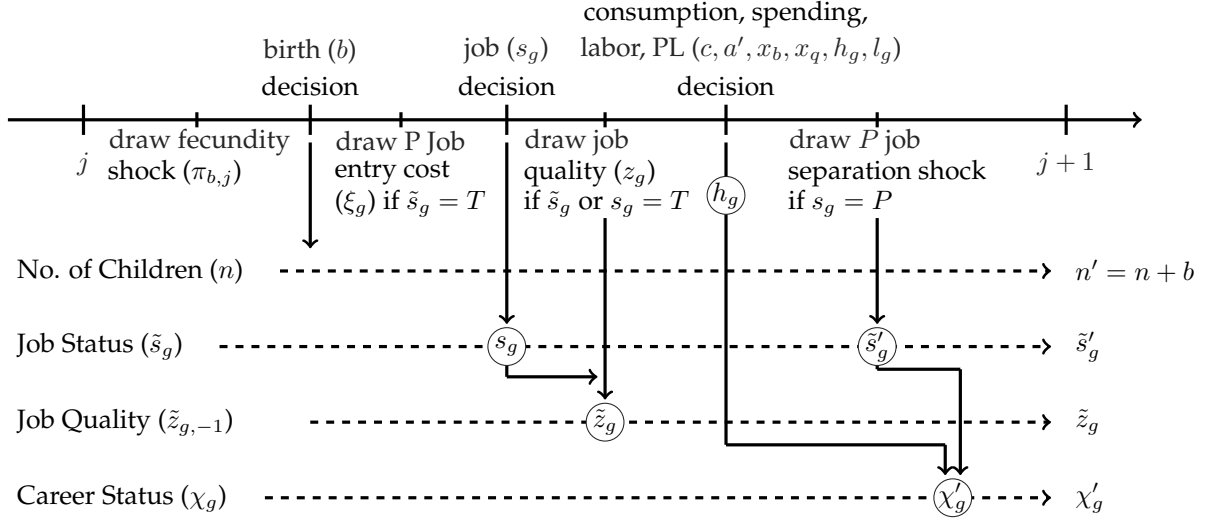 consumption, spending,
birth (b) job (s_g) labor, PL (c, a′, x_b, x_q, h_g, l_g)
decision decision decision
draw fecundity draw P Job draw job draw P job
j shock (π_{b,j}) entry cost quality (z_g) separation shock j + 1
(ξ_g) if s̃_g = T if s̃_g or s_g = T h_g if s_g = P
No. of Children (n) n′ = n + b
Job Status (s̃_g) s_g s̃′_g s̃′_g
Job Quality (z̃_{g,−1}) z̃_g z̃_g
Career Status (χ_g) χ′_g χ′_g